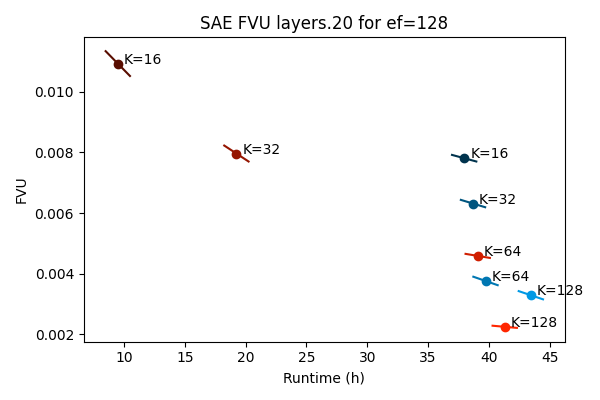 SAE FVU layers.20 for ef=128
FVU
0.010
0.008
0.006
0.004
0.002
K=16
K=32
K=16
K=32
K=64
K=64
K=128
K=128
10
15
20
25
30
35
40
45
Runtime (h)